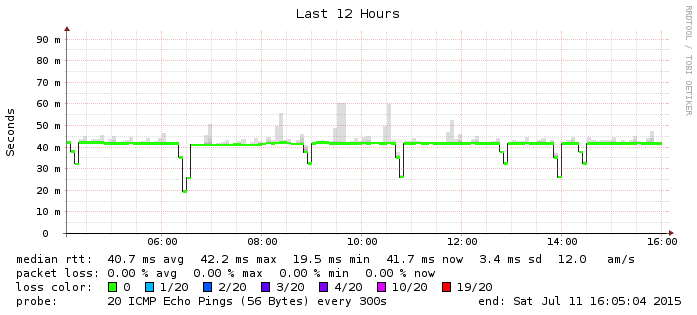 Last 12 Hours
RRDTOOL / TOBI OETIKER
Seconds
90 m
80 m
70 m
60 m
50 m
40 m
30 m
20 m
10 m
0
06:00 08:00 10:00 12:00 14:00 16:00
median rtt: 40.7 ms avg 42.2 ms max 19.5 ms min 41.7 ms now 3.4 ms sd 12.0 am/s
packet loss: 0.00 % avg 0.00 % max 0.00 % min 0.00 % now
loss color: 0 1/20 2/20 3/20 4/20 10/20 19/20
probe: 20 ICMP Echo Pings (56 Bytes) every 300s end: Sat Jul 11 16:05:04 2015